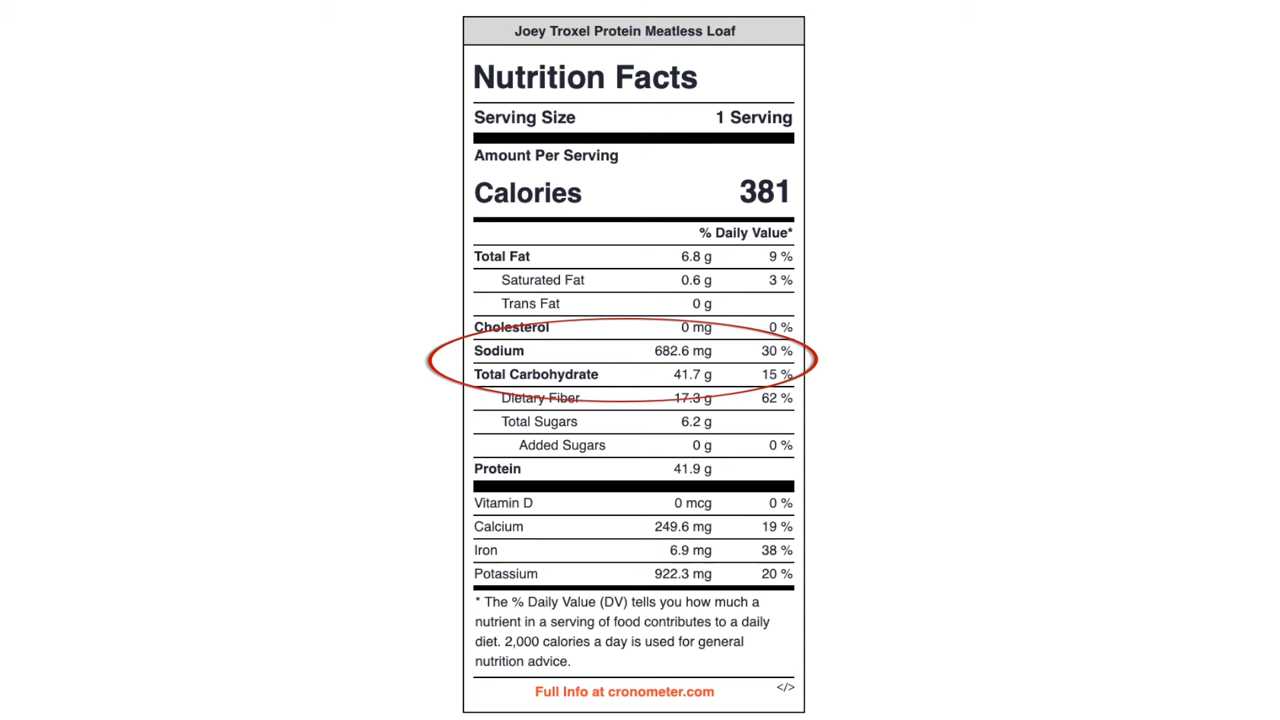 Joey Troxel Protein Meatless Loaf
Nutrition Facts
Serving Size 1 Serving
Amount Per Serving
Calories 381
% Daily Value*
Total Fat 6.8 g 9 %
Saturated Fat 0.6 g 3 %
Trans Fat 0 g
Cholesterol 0 mg 0 %
Sodium 682.6 mg 30 %
Total Carbohydrate 41.7 g 15 %
Dietary Fiber 17.3 g 62 %
Total Sugars 6.2 g
Added Sugars 0 g 0 %
Protein 41.9 g
Vitamin D 0 mcg 0 %
Calcium 249.6 mg 19 %
Iron 6.9 mg 38 %
Potassium 922.3 mg 20 %
* The % Daily Value (DV) tells you how much a
nutrient in a serving of food contributes to a daily
diet. 2,000 calories a day is used for general
nutrition advice.
Full Info at cronometer.com </>